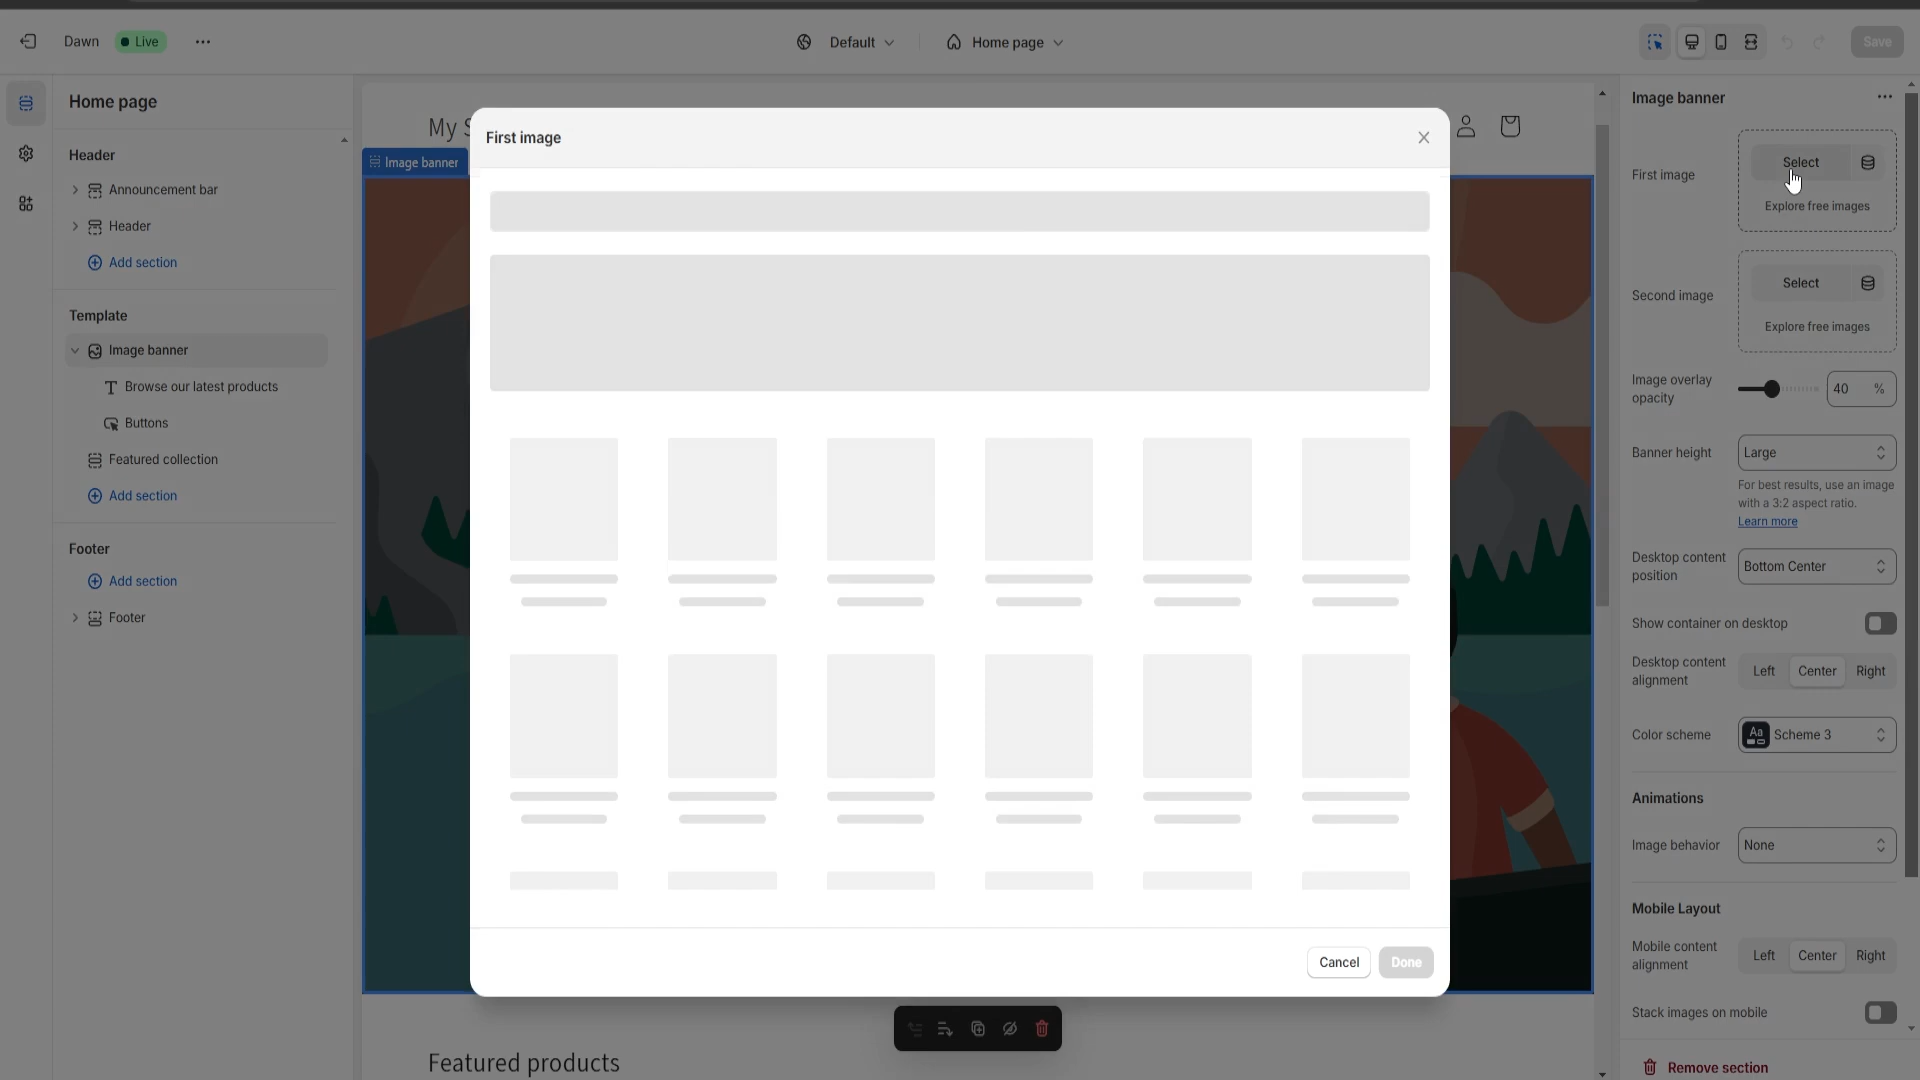 Dawn
Live
Default
Home page
Save
Home page
Header
Announcement bar
Header
Add section
Template
Image banner
Browse our latest products
Buttons
Featured collection
Add section
Footer
Add section
Footer
My S
Image banner
First image
Cancel
Done
Featured products
Image banner
First image
Select
Explore free images
Second image
Select
Explore free images
Image overlay
opacity
40 %
Banner height
Large
For best results, use an image
with a 3:2 aspect ratio.
Learn more
Desktop content
position
Bottom Center
Show container on desktop
Desktop content
alignment
Left Center Right
Color scheme
Aa
Scheme 3
Animations
Image behavior
None
Mobile Layout
Mobile content
alignment
Left Center Right
Stack images on mobile
Remove section